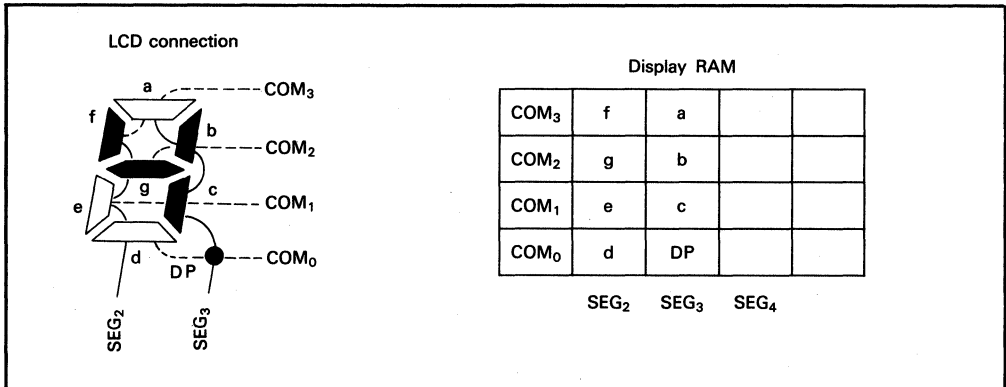 LCD connection
a
COM₃
f
b
COM₂
g
c
COM₁
e
d
DP
COM₀
SEG₂
SEG₃
Display RAM
COM₃ f a
COM₂ g b
COM₁ e c
COM₀ d DP
SEG₂ SEG₃ SEG₄